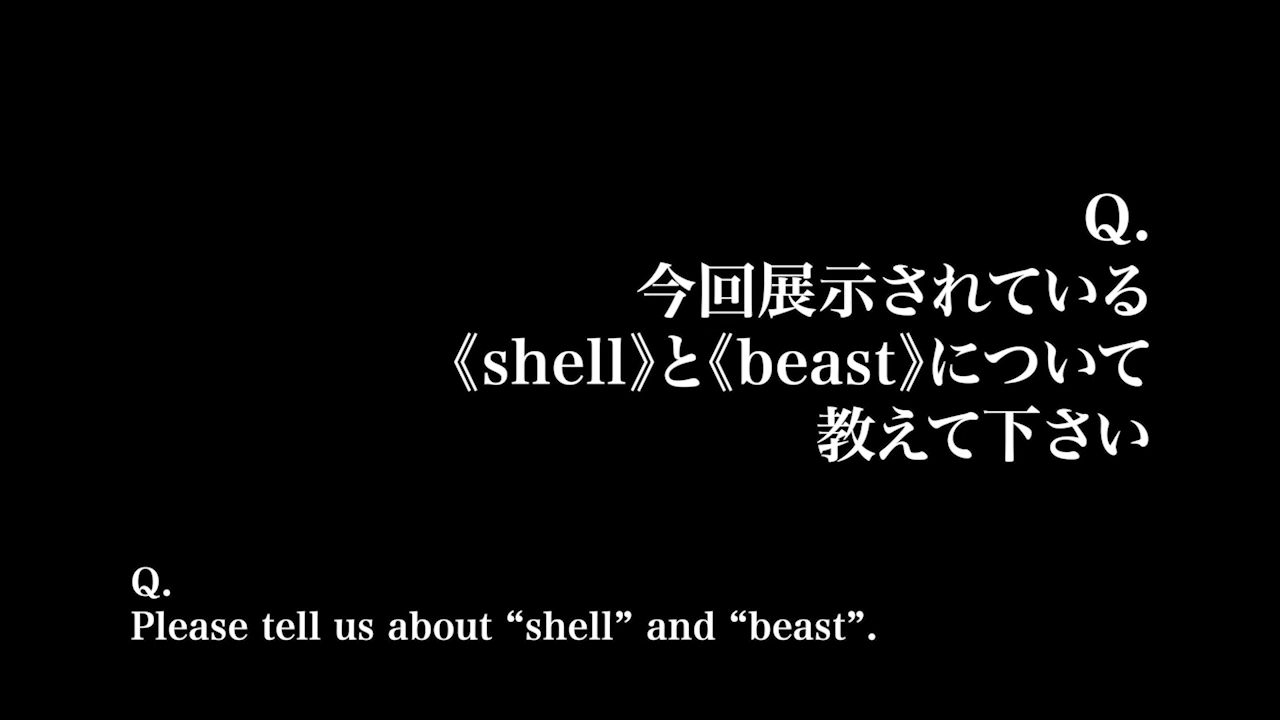 Q.
今回展示されている
《shell》と《beast》について
教えて下さい
Q.
Please tell us about “shell” and “beast”.